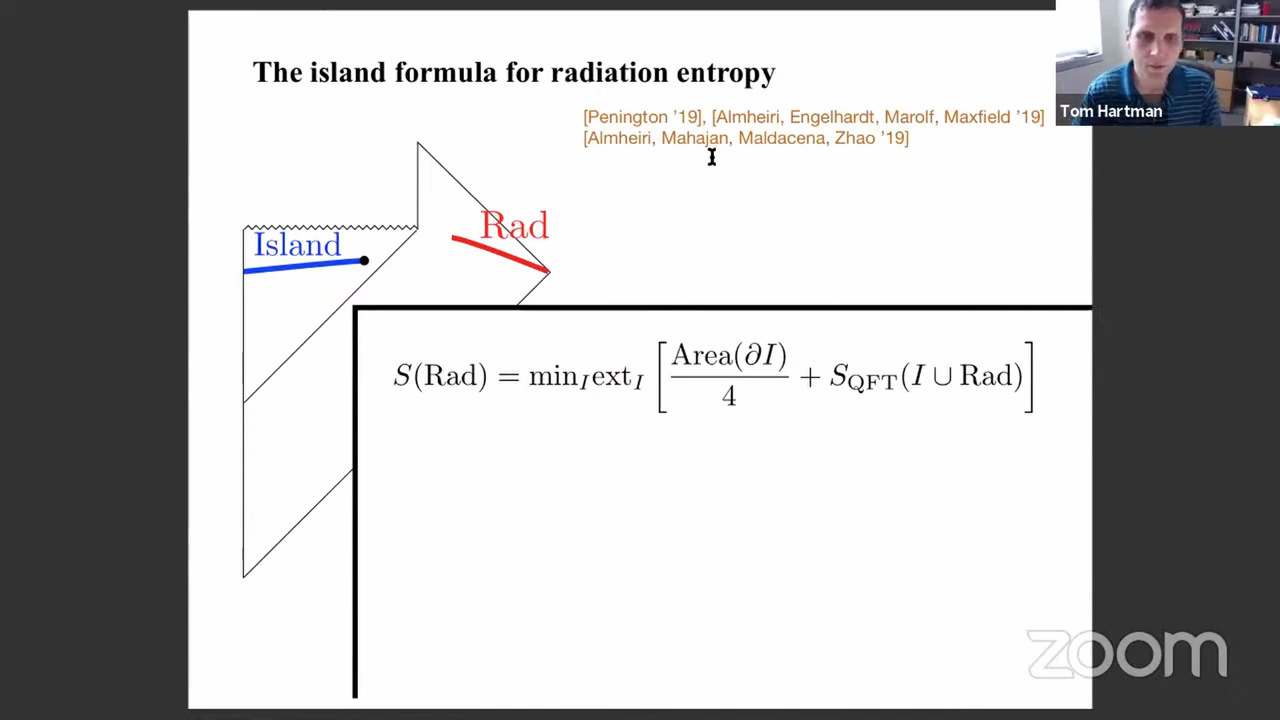 The island formula for radiation entropy
[Penington ’19], [Almheiri, Engelhardt, Marolf, Maxfield ’19]
[Almheiri, Mahajan, Maldacena, Zhao ’19]
Tom Hartman
Rad
Island
S(Rad) = min_I ext_I [ Area(∂I) / 4 + S_QFT(I ∪ Rad) ]
zoom